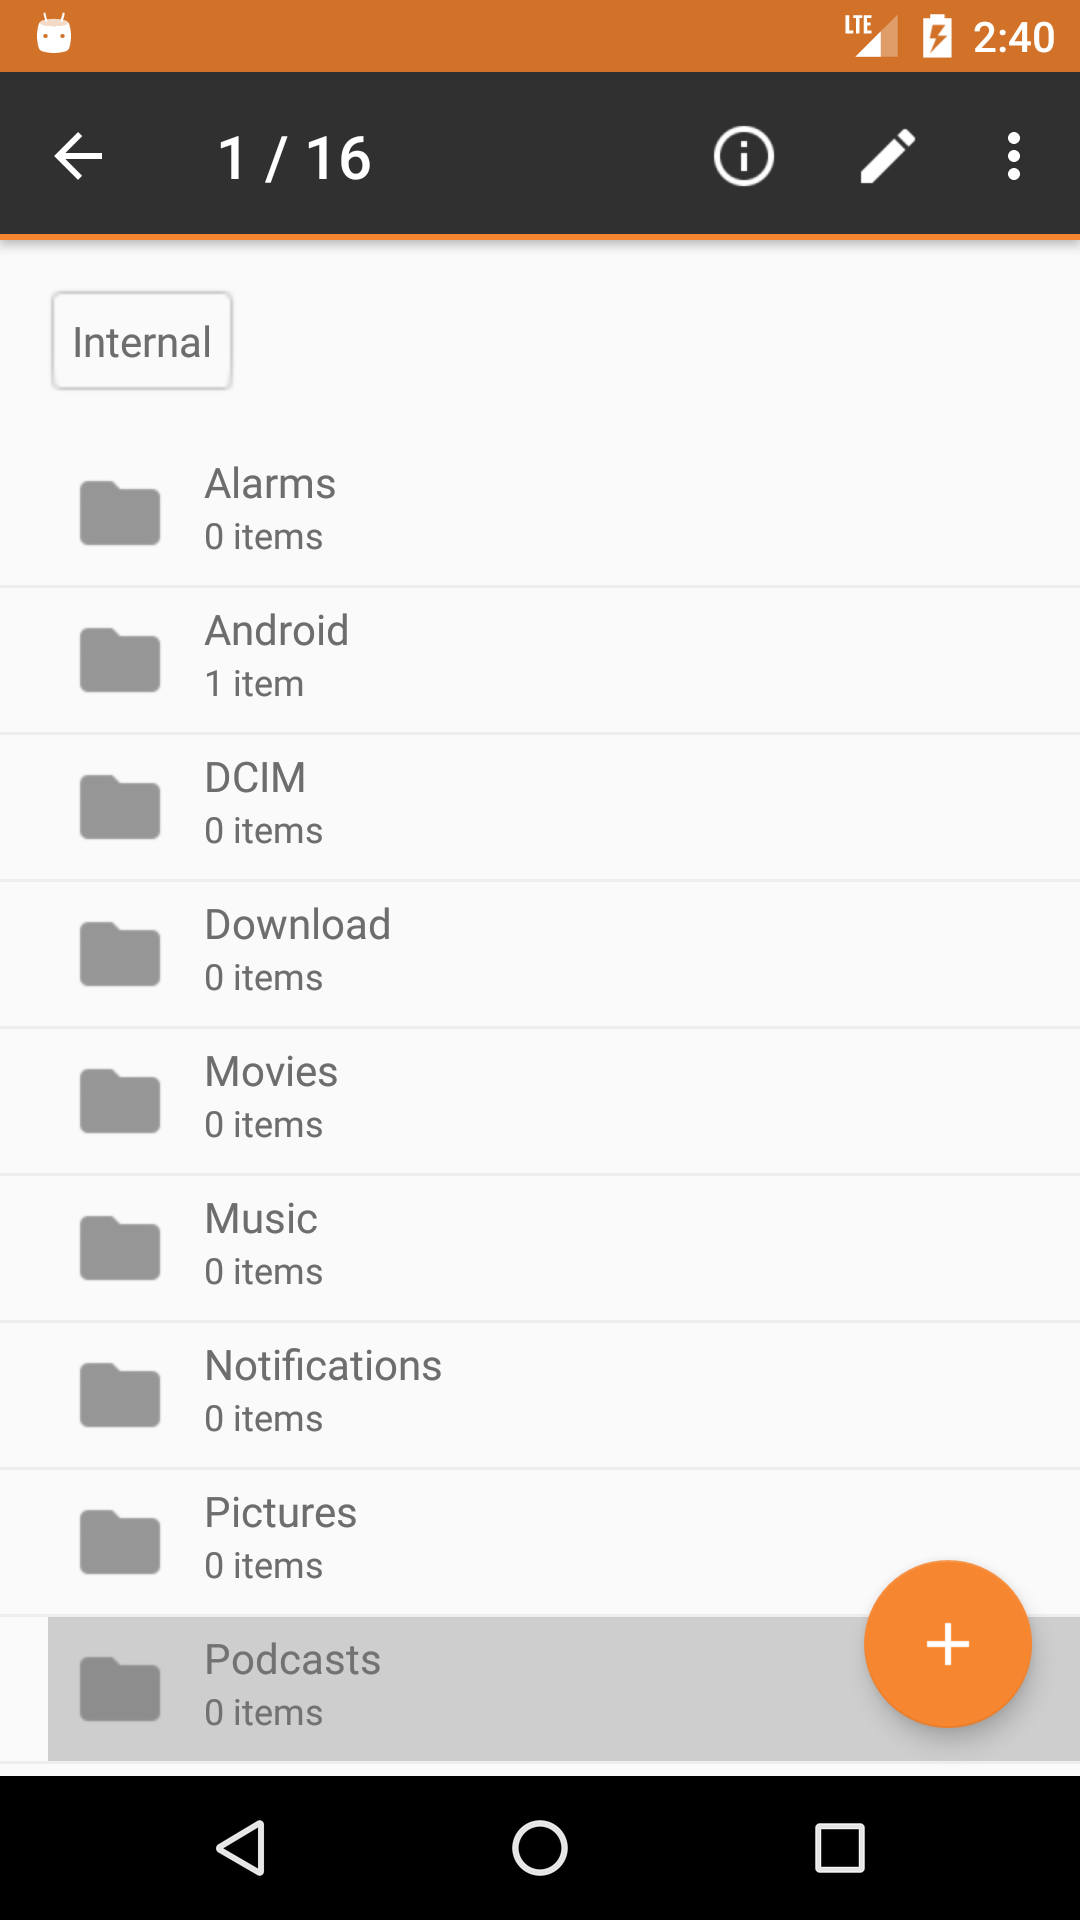 LTE 2:40
1 / 16
Internal
Alarms
0 items
Android
1 item
DCIM
0 items
Download
0 items
Movies
0 items
Music
0 items
Notifications
0 items
Pictures
0 items
Podcasts
0 items